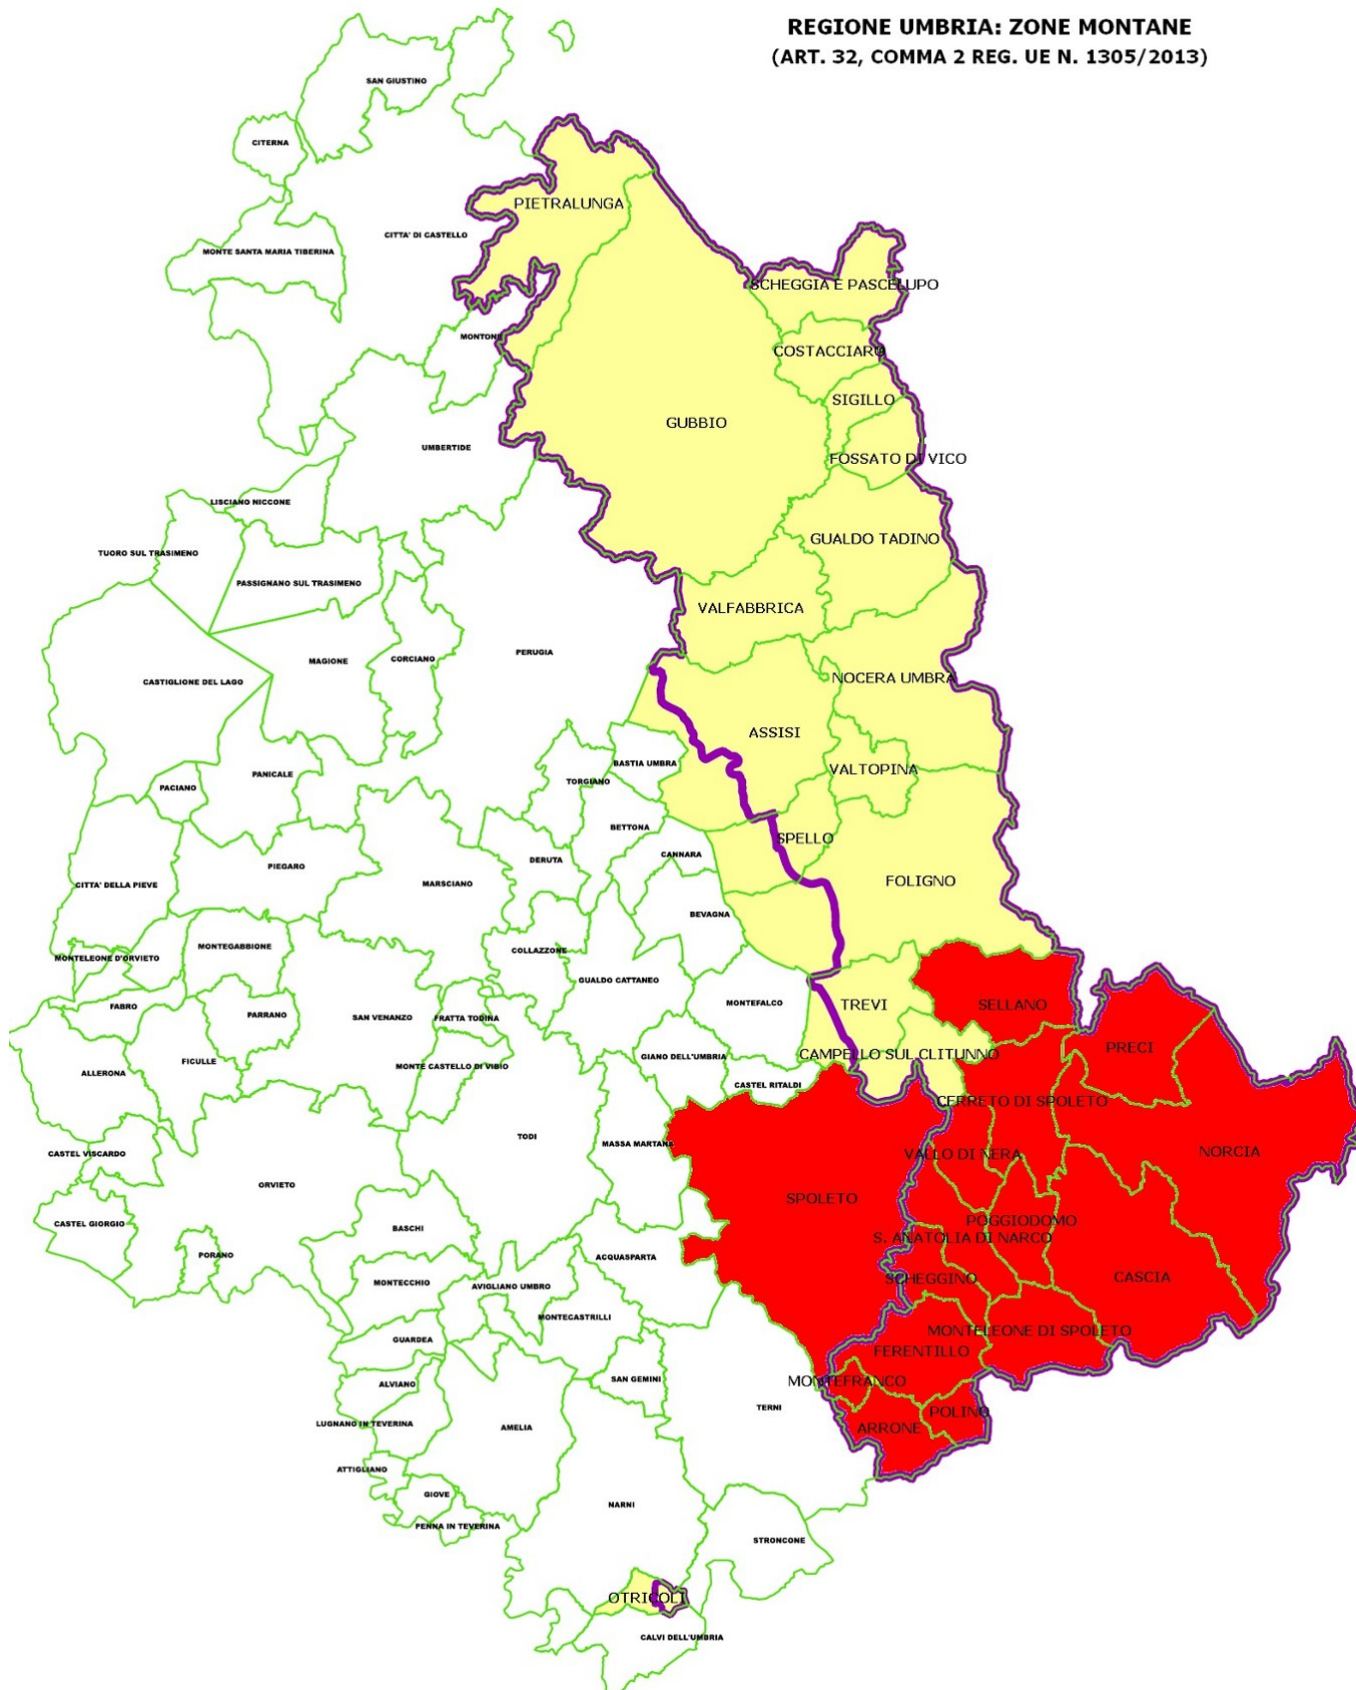 REGIONE UMBRIA: ZONE MONTANE
(ART. 32, COMMA 2 REG. UE N. 1305/2013)
SAN GIUSTINO
CITERNA
PIETRALUNGA
CITTA' DI CASTELLO
MONTE SANTA MARIA TIBERINA
SCHEGGIA E PASCELUPO
MONTONE
COSTACCIARO
SIGILLO
GUBBIO
UMBERTIDE
FOSSATO DI VICO
LISCIANO NICCONE
GUALDO TADINO
TUORO SUL TRASIMENO
PASSIGNANO SUL TRASIMENO
VALFABBRICA
PERUGIA
MAGIONE
CORCIANO
NOCERA UMBRA
CASTIGLIONE DEL LAGO
ASSISI
BASTIA UMBRA
VALTOPINA
PANICALE
TORGIANO
PACIANO
BETTONA
SPELLO
CANNARA
DERUTA
PIEGARO
FOLIGNO
MARSCIANO
CITTA' DELLA PIEVE
BEVAGNA
MONTEGABBIONE
COLLAZZONE
MONTELEONE D'ORVIETO
GUALDO CATTANEO
MONTEFALCO
TREVI
SELLANO
FABRO
PARRANO
SAN VENANZO
FRATTA TODINA
PRECI
CAMPELLO SUL CLITUNNO
GIANO DELL'UMBRIA
FICULLE
MONTE CASTELLO DI VIBIO
ALLERONA
CASTEL RITALDI
CERRETO DI SPOLETO
TODI
MASSA MARTANA
NORCIA
CASTEL VISCARDO
VALLO DI NERA
ORVIETO
SPOLETO
POGGIODOMO
CASTEL GIORGIO
BASCHI
S. ANATOLIA DI NARCO
PORANO
ACQUASPARTA
CASCIA
SCHEGGINO
MONTECCHIO
AVIGLIANO UMBRO
MONTECASTRILLI
MONTELEONE DI SPOLETO
GUARDEA
FERENTILLO
SAN GEMINI
MONTEFRANCO
ALVIANO
TERNI
POLINO
LUGNANO IN TEVERINA
AMELIA
ARRONE
ATTIGLIANO
GIOVE
NARNI
PENNA IN TEVERINA
STRONCONE
OTRICOLI
CALVI DELL'UMBRIA